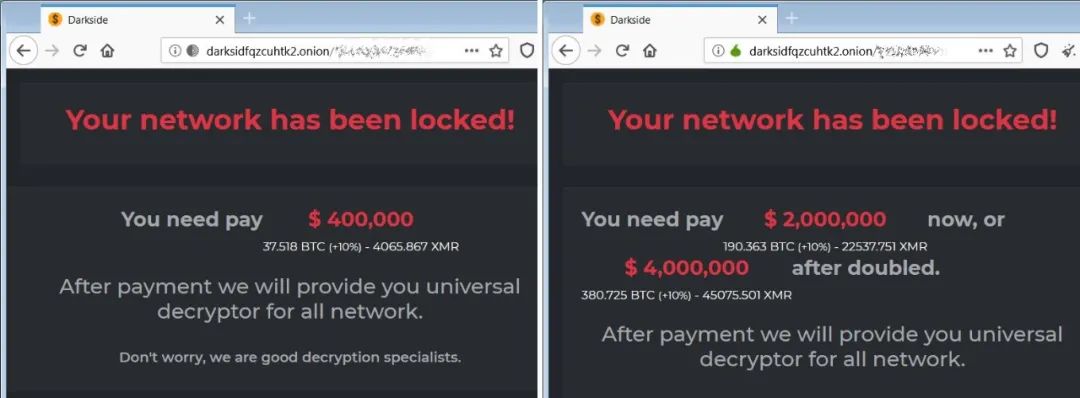 Darkside
darksidfqzcuhtk2.onion/
Your network has been locked!
You need pay $ 400,000
37.518 BTC (+10%) - 4065.867 XMR
After payment we will provide you universal
decryptor for all network.
Don't worry, we are good decryption specialists.
Darkside
darksidfqzcuhtk2.onion/
Your network has been locked!
You need pay $ 2,000,000 now, or
190.363 BTC (+10%) - 22537.751 XMR
$ 4,000,000 after doubled.
380.725 BTC (+10%) - 45075.501 XMR
After payment we will provide you universal
decryptor for all network.